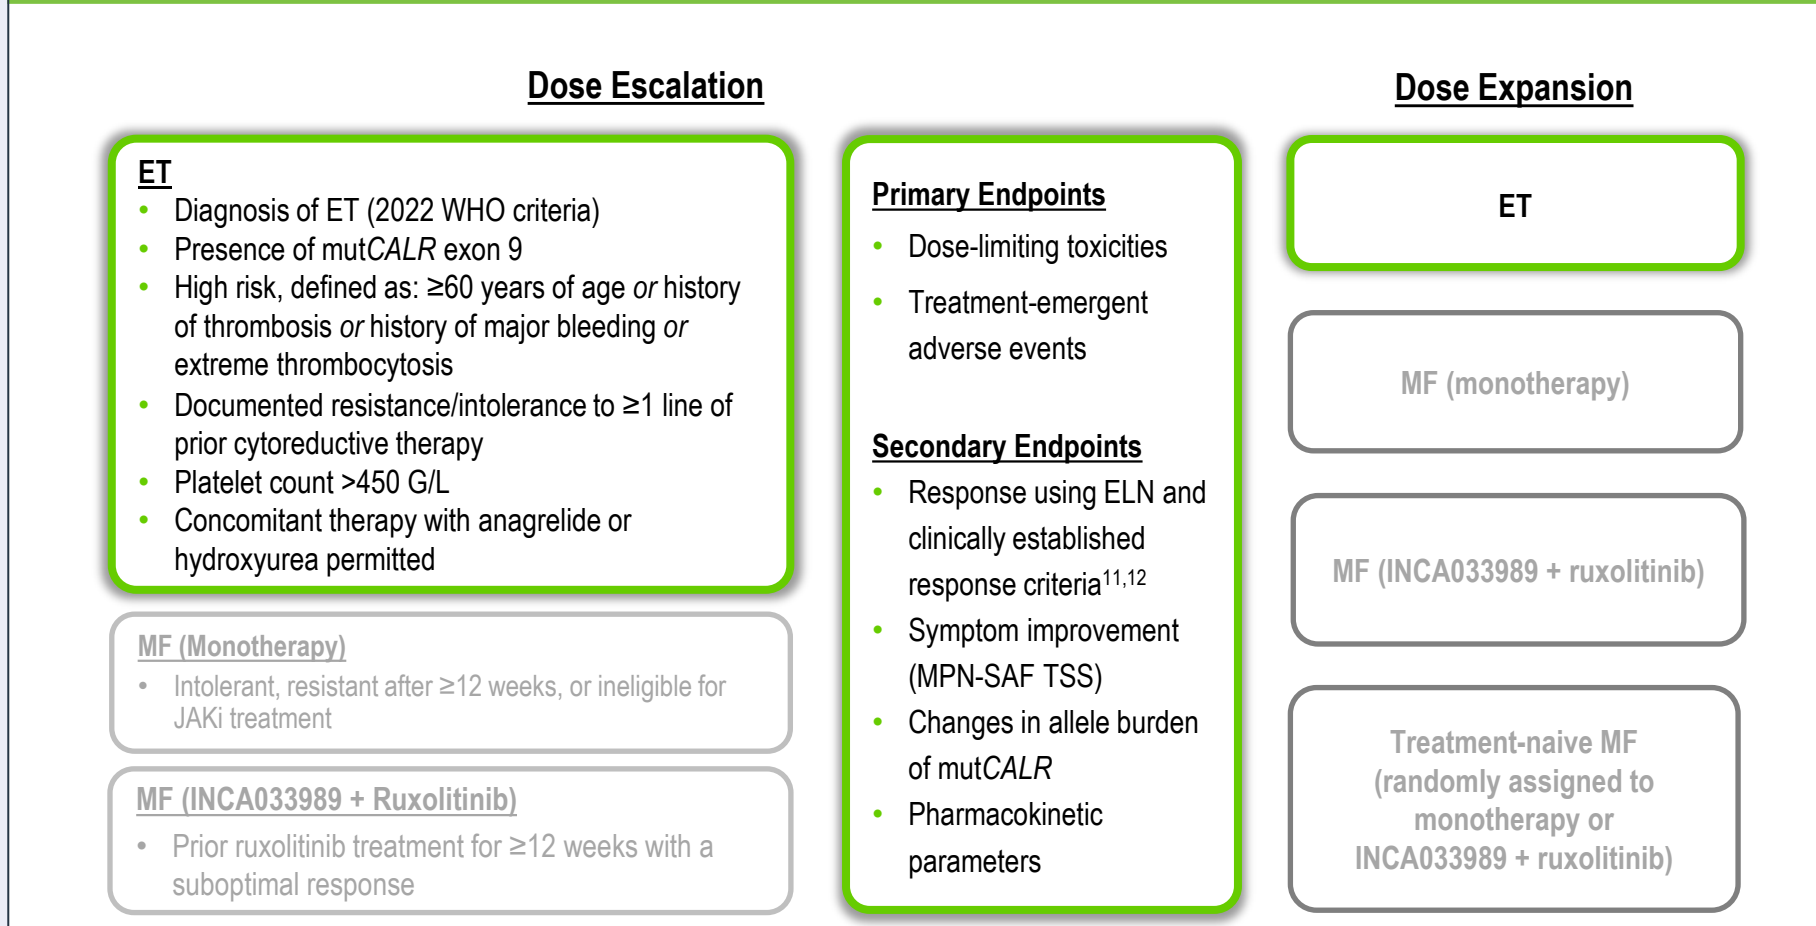 Dose Escalation
ET
• Diagnosis of ET (2022 WHO criteria)
• Presence of mutCALR exon 9
• High risk, defined as: ≥60 years of age or history
of thrombosis or history of major bleeding or
extreme thrombocytosis
• Documented resistance/intolerance to ≥1 line of
prior cytoreductive therapy
• Platelet count >450 G/L
• Concomitant therapy with anagrelide or
hydroxyurea permitted
MF (Monotherapy)
• Intolerant, resistant after ≥12 weeks, or ineligible for
JAKi treatment
MF (INCA033989 + Ruxolitinib)
• Prior ruxolitinib treatment for ≥12 weeks with a
suboptimal response
Primary Endpoints
• Dose-limiting toxicities
• Treatment-emergent
adverse events
Secondary Endpoints
• Response using ELN and
clinically established
response criteria11,12
• Symptom improvement
(MPN-SAF TSS)
• Changes in allele burden
of mutCALR
• Pharmacokinetic
parameters
Dose Expansion
ET
MF (monotherapy)
MF (INCA033989 + ruxolitinib)
Treatment-naive MF
(randomly assigned to
monotherapy or
INCA033989 + ruxolitinib)